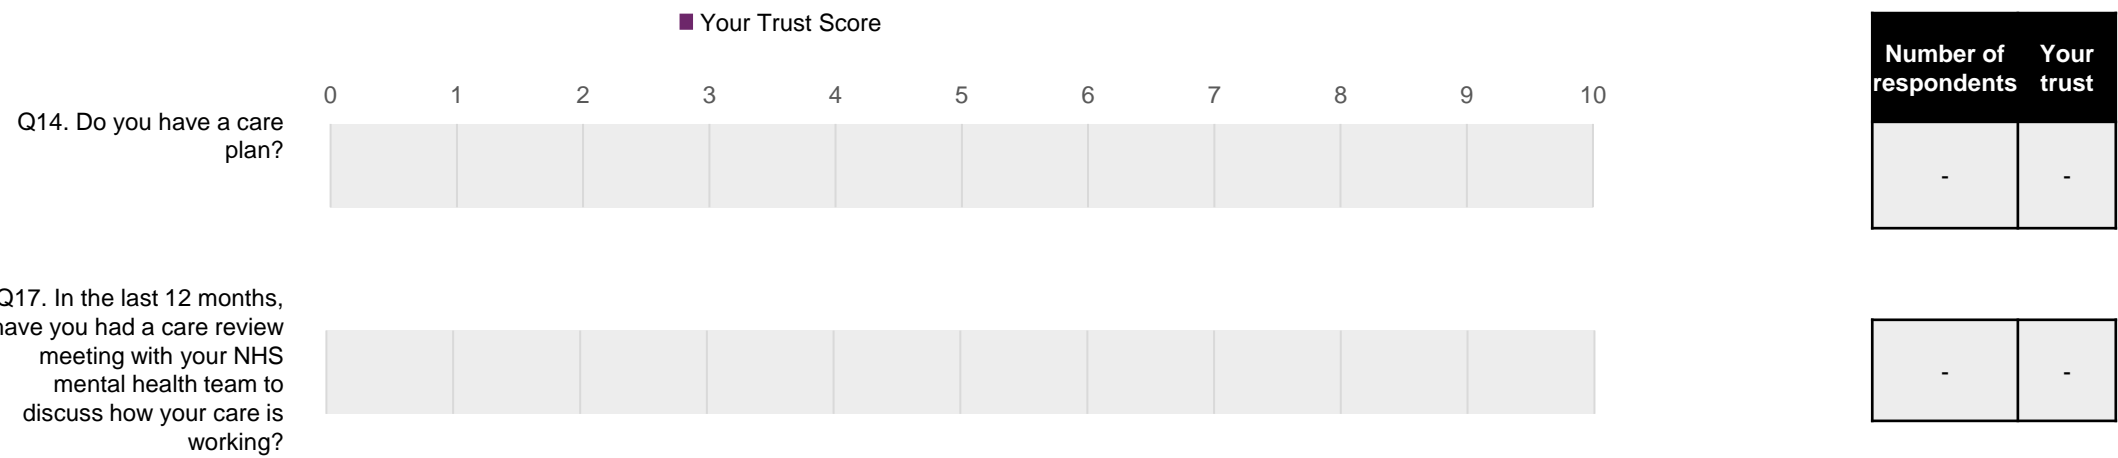 Your Trust Score
Number of Your
respondents trust
0 1 2 3 4 5 6 7 8 9 10
Q14. Do you have a care
plan?
- -
Q17. In the last 12 months,
have you had a care review
meeting with your NHS
mental health team to
discuss how your care is
working?
- -